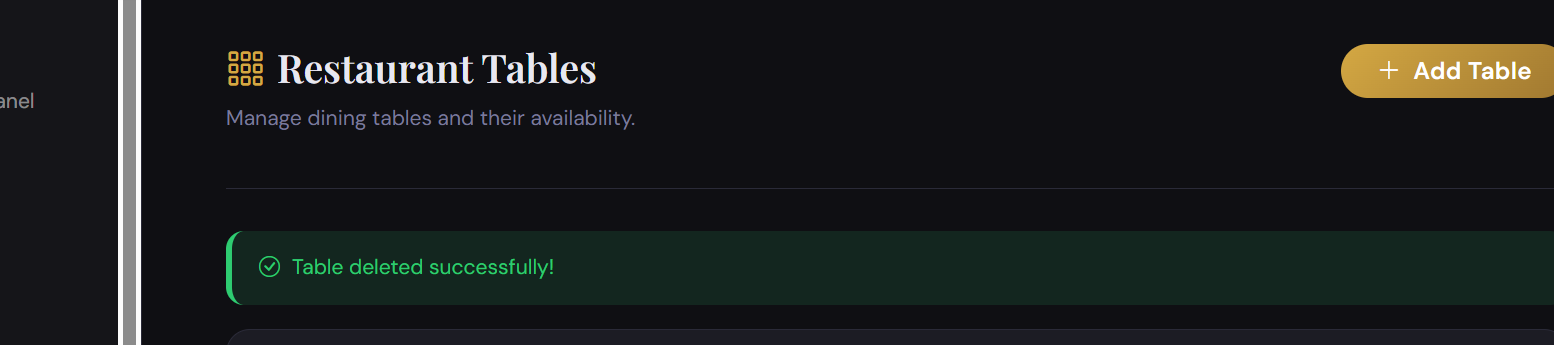 anel
Restaurant Tables
Add Table
Manage dining tables and their availability.
Table deleted successfully!